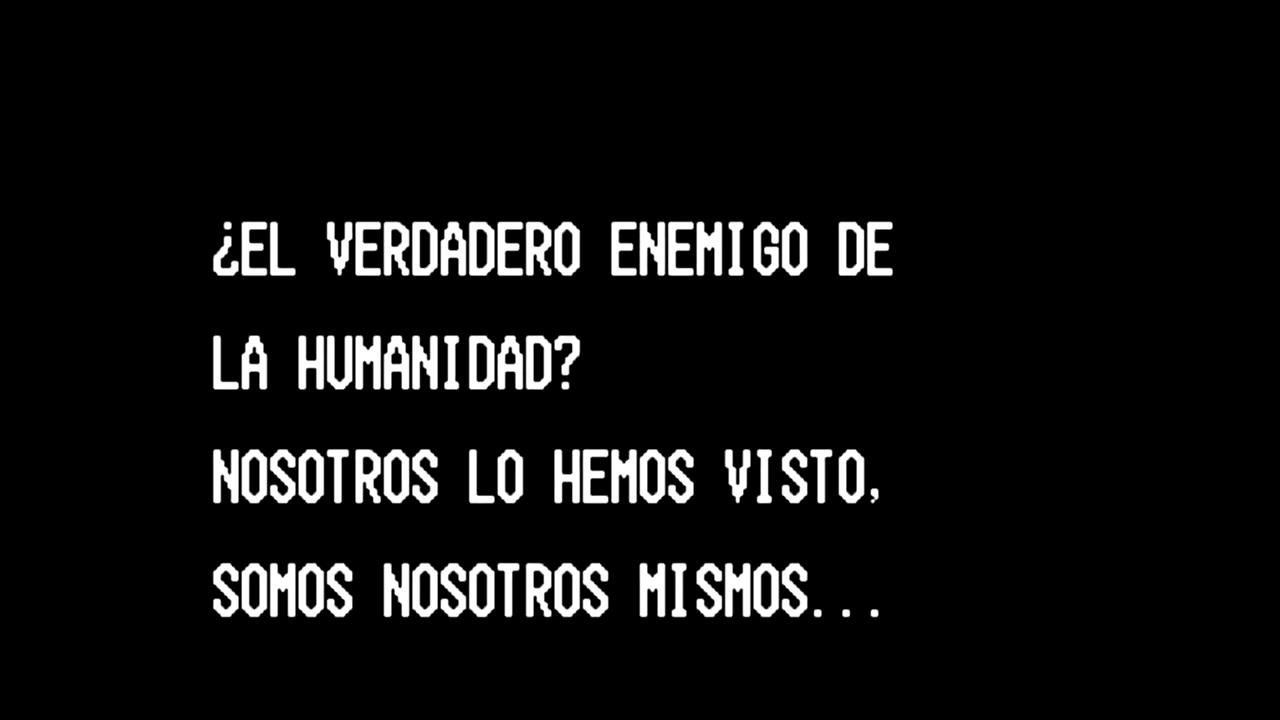 ¿EL VERDADERO ENEMIGO DE
LA HUMANIDAD?
NOSOTROS LO HEMOS VISTO,
SOMOS NOSOTROS MISMOS...